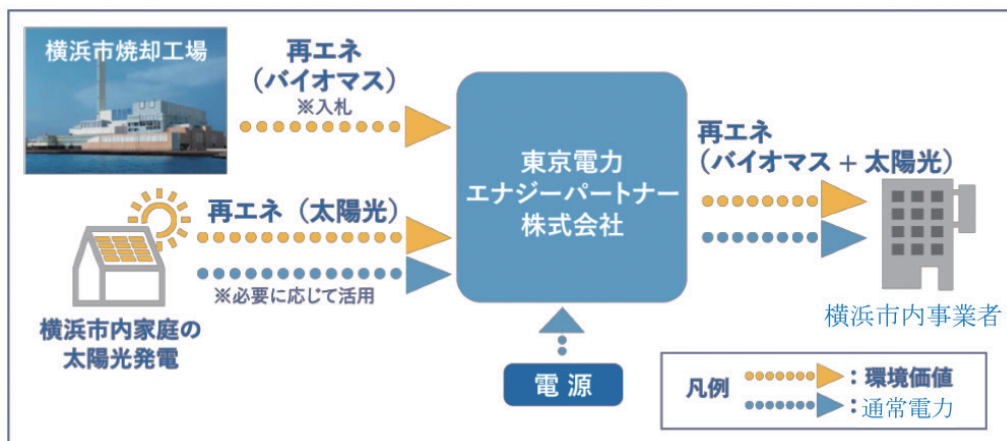 横浜市焼却工場
再エネ
（バイオマス）
※入札
再エネ（太陽光）
※必要に応じて活用
横浜市内家庭の
太陽光発電
東京電力
エナジーパートナー
株式会社
電源
再エネ
（バイオマス + 太陽光）
横浜市内事業者
凡例
：環境価値
：通常電力